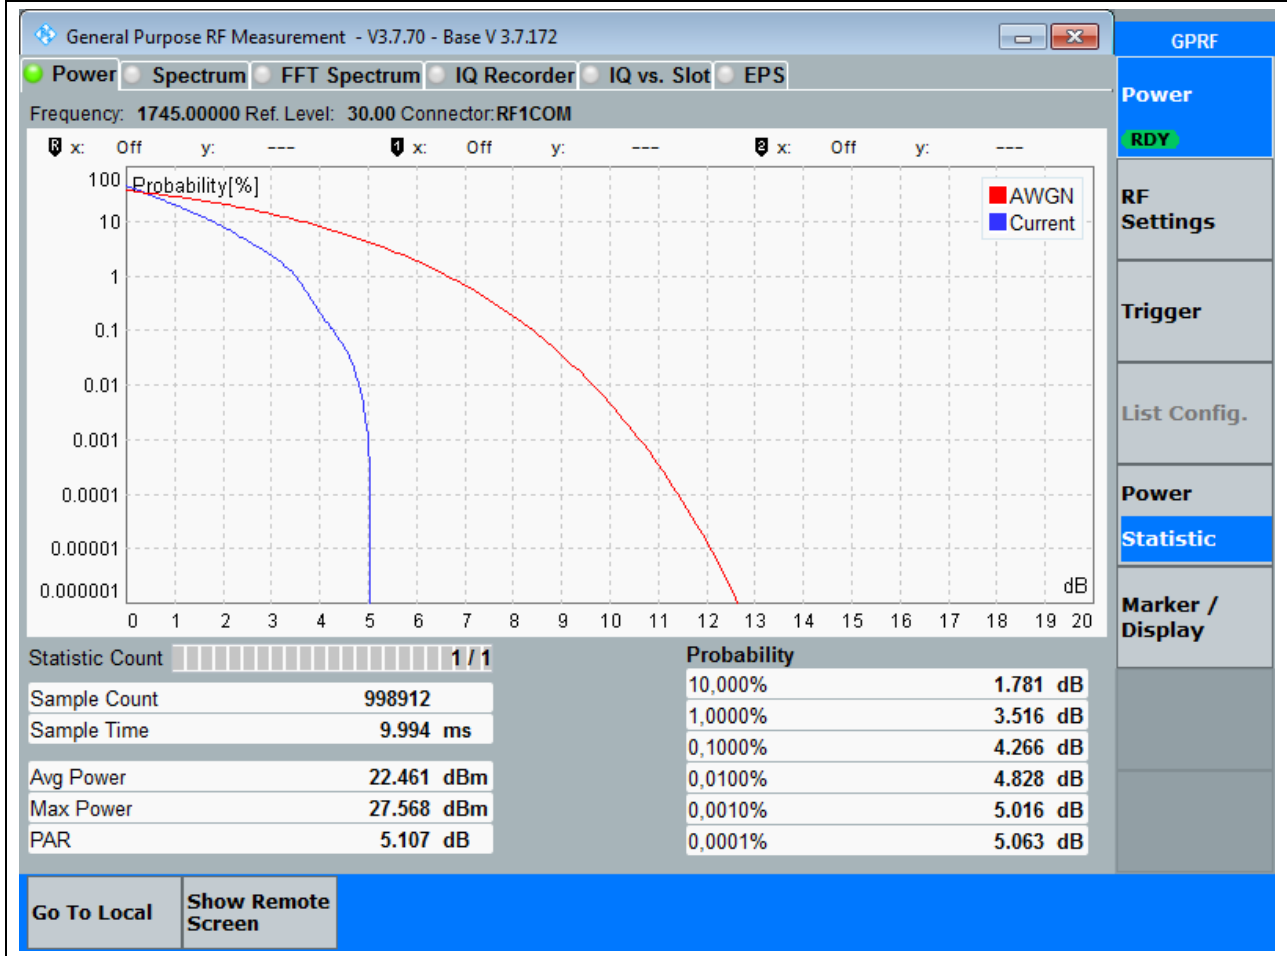 General Purpose RF Measurement - V3.7.70 - Base V 3.7.172
GPRF
Power Spectrum FFT Spectrum IQ Recorder IQ vs. Slot EPS
Frequency: 1745.00000 Ref. Level: 30.00 Connector: RF1COM
R x: Off y: --- 1 x: Off y: --- 2 x: Off y: ---
Probability[%]
AWGN
Current
100
10
1
0.1
0.01
0.001
0.0001
0.00001
0.000001
dB
0 1 2 3 4 5 6 7 8 9 10 11 12 13 14 15 16 17 18 19 20
Statistic Count 1 / 1
Sample Count 998912
Sample Time 9.994 ms
Avg Power 22.461 dBm
Max Power 27.568 dBm
PAR 5.107 dB
Probability
10,000% 1.781 dB
1,0000% 3.516 dB
0,1000% 4.266 dB
0,0100% 4.828 dB
0,0010% 5.016 dB
0,0001% 5.063 dB
Power
RDY
RF
Settings
Trigger
List Config.
Power
Statistic
Marker /
Display
Go To Local
Show Remote
Screen